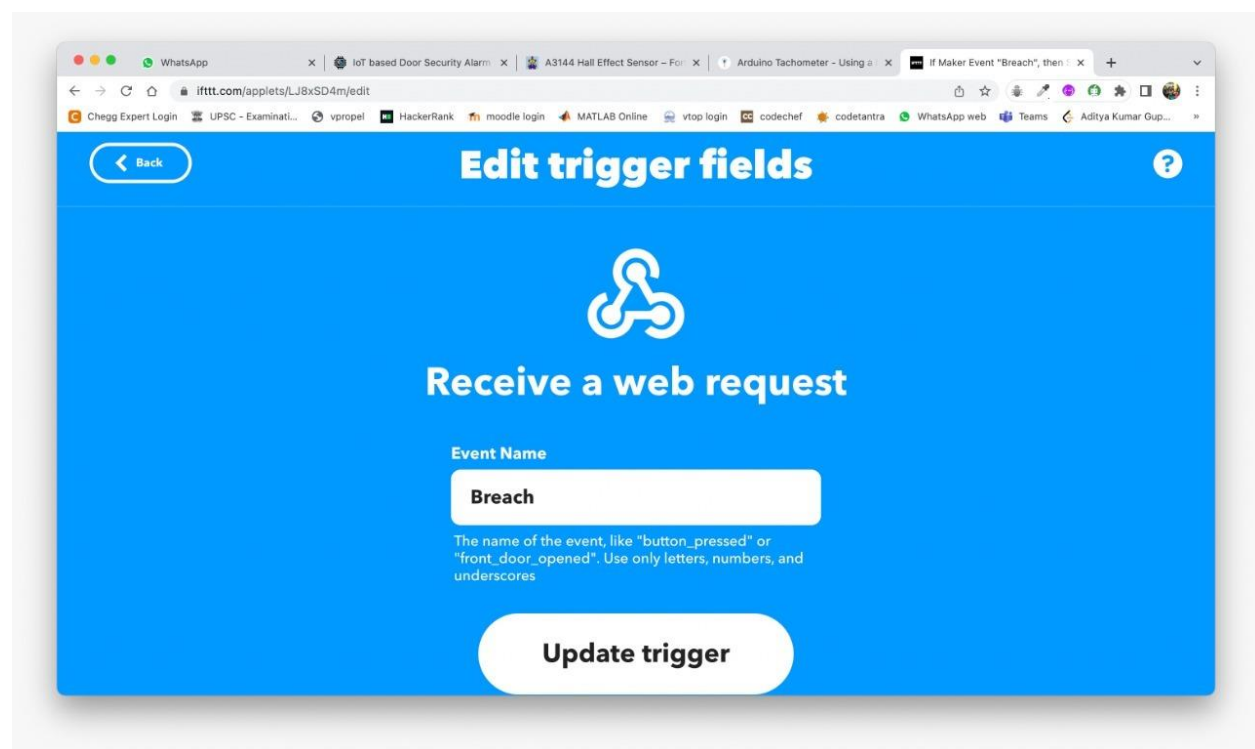 WhatsApp
IoT based Door Security Alarm
A3144 Hall Effect Sensor – For
Arduino Tachometer - Using a
If Maker Event "Breach", then S
ifttt.com/applets/LJ8xSD4m/edit
Chegg Expert Login
UPSC - Examinati...
vpropel
HackerRank
moodle login
MATLAB Online
vtop login
codechef
codetantra
WhatsApp web
Teams
Aditya Kumar Gup...
Back
Edit trigger fields
Receive a web request
Event Name
Breach
The name of the event, like "button_pressed" or
"front_door_opened". Use only letters, numbers, and
underscores
Update trigger